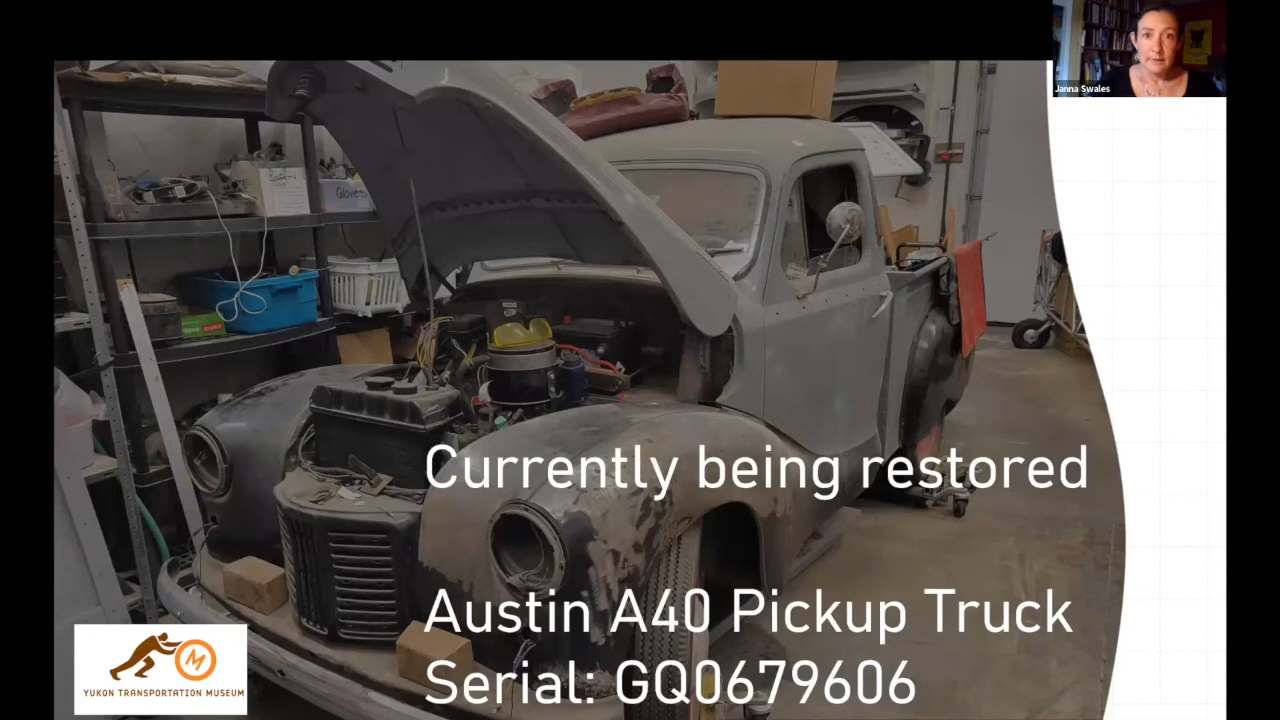 Janna Swales
Gloves
Currently being restored
Austin A40 Pickup Truck
Serial: GQ0679606
M
YUKON TRANSPORTATION MUSEUM